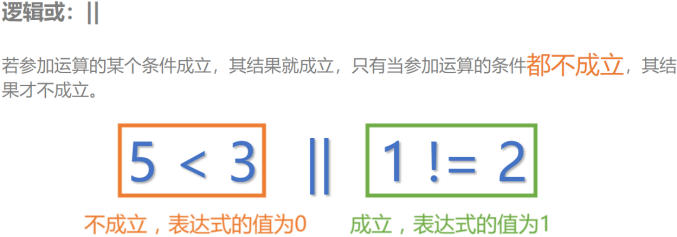 逻辑或：||
若参加运算的某个条件成立，其结果就成立，只有当参加运算的条件都不成立，其结
果才不成立。
5 < 3 || 1 != 2
不成立，表达式的值为0 成立，表达式的值为1